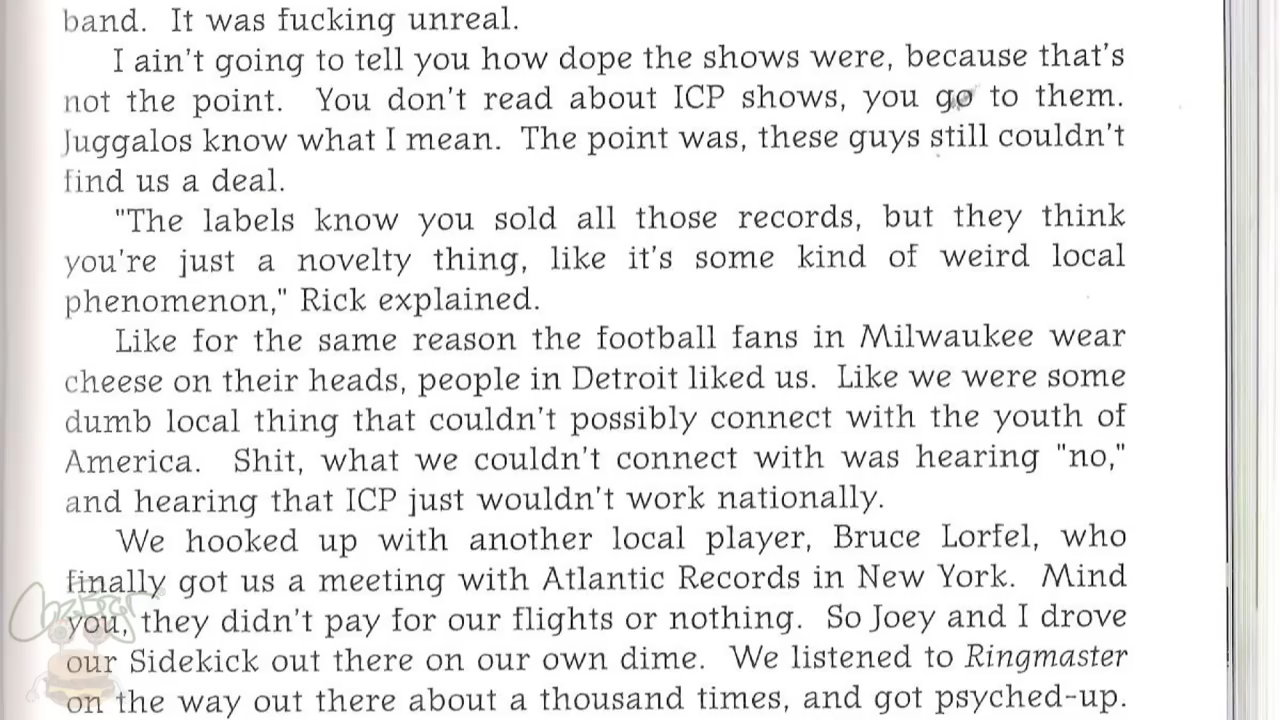 band. It was fucking unreal.
I ain't going to tell you how dope the shows were, because that's
not the point. You don't read about ICP shows, you go to them.
Juggalos know what I mean. The point was, these guys still couldn't
find us a deal.
"The labels know you sold all those records, but they think
you're just a novelty thing, like it's some kind of weird local
phenomenon," Rick explained.
Like for the same reason the football fans in Milwaukee wear
cheese on their heads, people in Detroit liked us. Like we were some
dumb local thing that couldn't possibly connect with the youth of
America. Shit, what we couldn't connect with was hearing "no,"
and hearing that ICP just wouldn't work nationally.
We hooked up with another local player, Bruce Lorfel, who
finally got us a meeting with Atlantic Records in New York. Mind
you, they didn't pay for our flights or nothing. So Joey and I drove
our Sidekick out there on our own dime. We listened to Ringmaster
on the way out there about a thousand times, and got psyched-up.